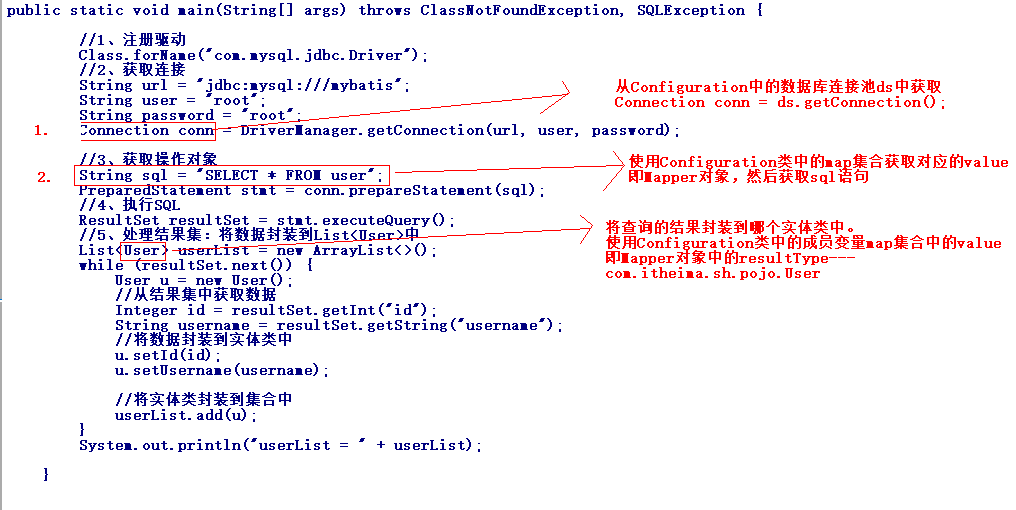 public static void main(String[] args) throws ClassNotFoundException, SQLException {
//1、注册驱动
Class.forName("com.mysql.jdbc.Driver");
//2、获取连接
String url = "jdbc:mysql:///mybatis";
String user = "root";
String password = "root";
1. Connection conn = DriverManager.getConnection(url, user, password);
从Configuration中的数据库连接池ds中获取
Connection conn = ds.getConnection();
//3、获取操作对象
2. String sql = "SELECT * FROM user";
PreparedStatement stmt = conn.prepareStatement(sql);
使用Configuration类中的map集合获取对应的value
即Mapper对象，然后获取sql语句
//4、执行SQL
ResultSet resultSet = stmt.executeQuery();
//5、处理结果集：将数据封装到List<User>中
List<User> userList = new ArrayList<>();
将查询的结果封装到哪个实体类中。
使用Configuration类中的成员变量map集合中的value
即Mapper对象中的resultType---
com.itheima.sh.pojo.User
while (resultSet.next()) {
User u = new User();
//从结果集中获取数据
Integer id = resultSet.getInt("id");
String username = resultSet.getString("username");
//将数据封装到实体类中
u.setId(id);
u.setUsername(username);
//将实体类封装到集合中
userList.add(u);
}
System.out.println("userList = " + userList);
}